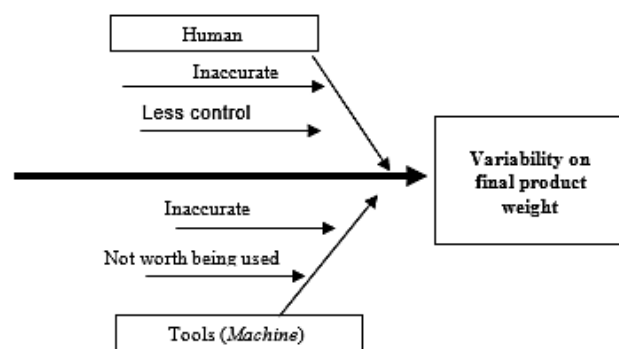 Human
Inaccurate
Less control
Variability on
final product
weight
Inaccurate
Not worth being used
Tools (Machine)